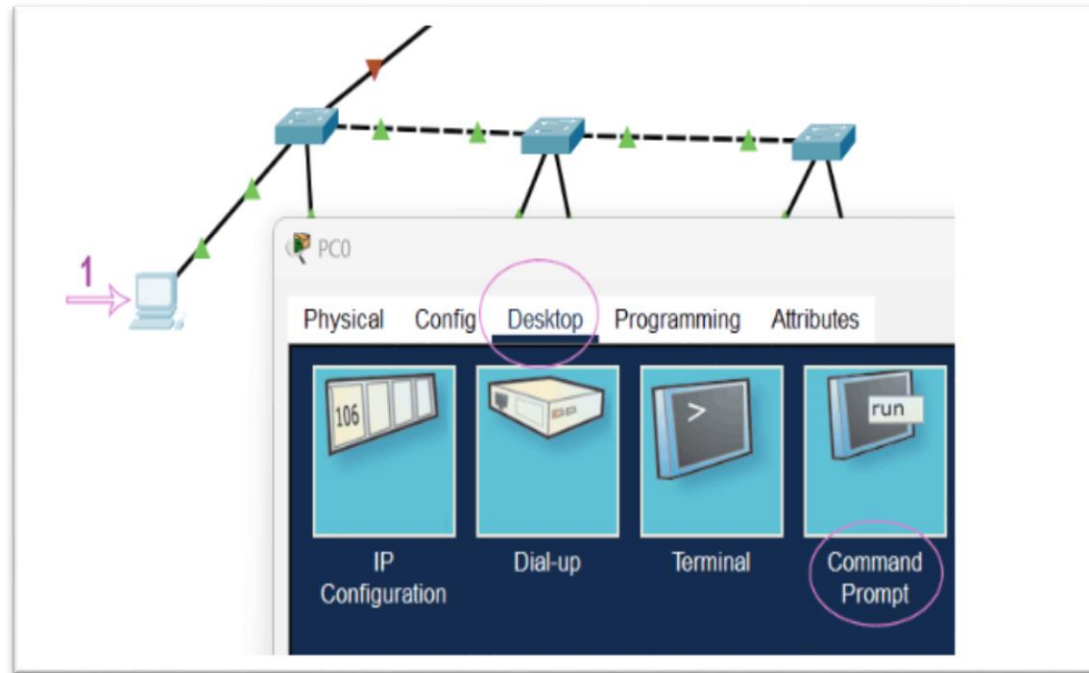 1
PC0
Physical Config Desktop Programming Attributes
106
>
run
IP
Configuration
Dial-up
Terminal
Command
Prompt